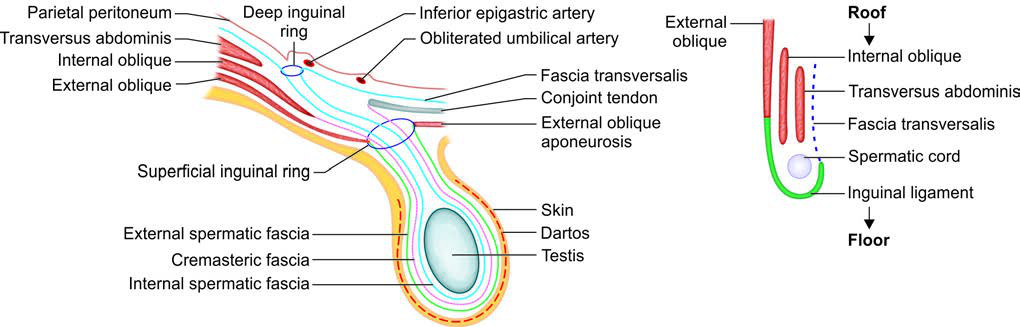 Parietal peritoneum
Transversus abdominis
Internal oblique
External oblique
Deep inguinal
ring
Inferior epigastric artery
Obliterated umbilical artery
Fascia transversalis
Conjoint tendon
External oblique
aponeurosis
Superficial inguinal ring
External spermatic fascia
Cremasteric fascia
Internal spermatic fascia
Skin
Dartos
Testis
External
oblique
Roof
Internal oblique
Transversus abdominis
Fascia transversalis
Spermatic cord
Inguinal ligament
Floor